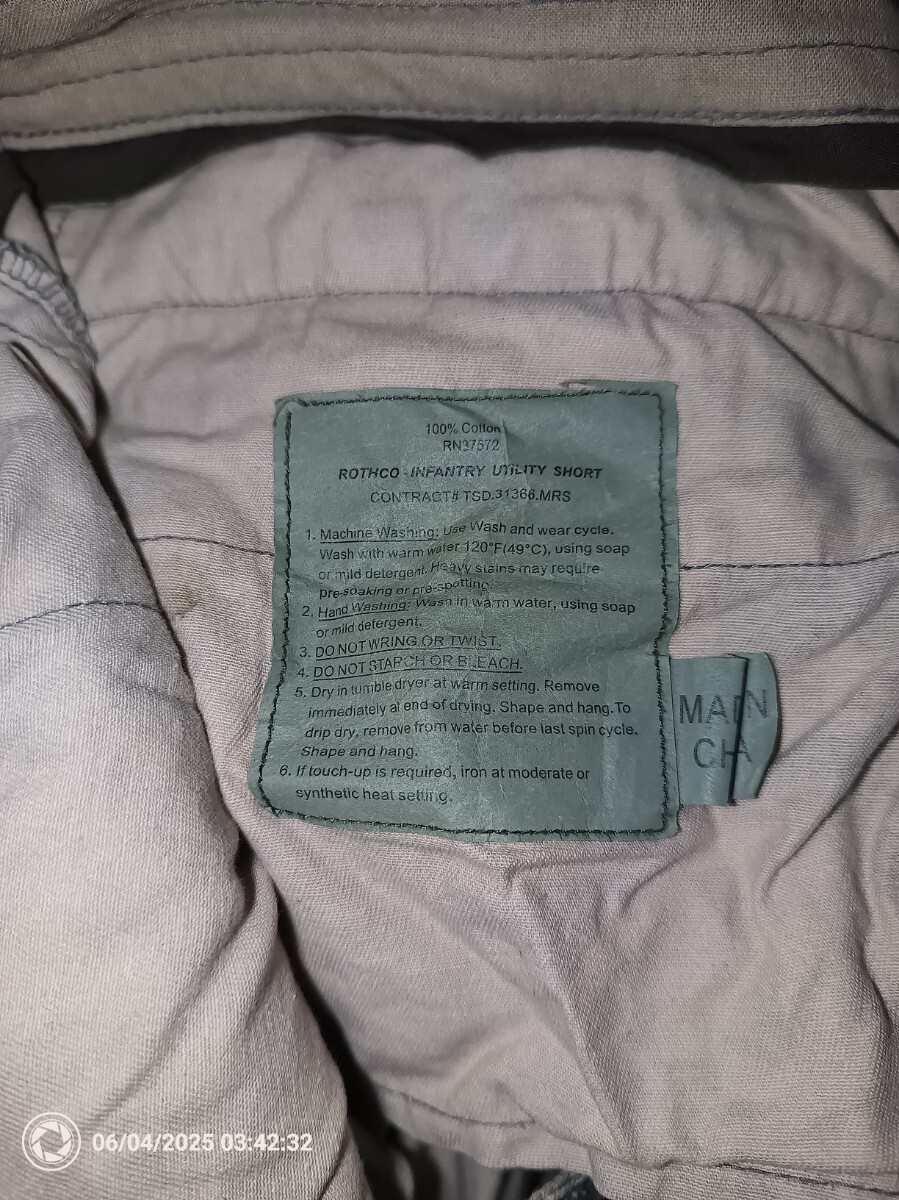 100% Cotton
RN37572
ROTHCO - INFANTRY UTILITY SHORT
CONTRACT# TSD.31366.MRS
1. Machine Washing: Use Wash and wear cycle.
Wash with warm water 120°F(49°C), using soap
or mild detergent. Heavy stains may require
pre-soaking or pre-spotting.
2. Hand Washing: Wash in warm water, using soap
or mild detergent.
3. DO NOT WRING OR TWIST.
4. DO NOT STARCH OR BLEACH.
5. Dry in tumble dryer at warm setting. Remove
immediately at end of drying. Shape and hang.To
drip dry, remove from water before last spin cycle.
Shape and hang.
6. If touch-up is required, iron at moderate or
synthetic heat setting.
06/04/2025 03:42:32